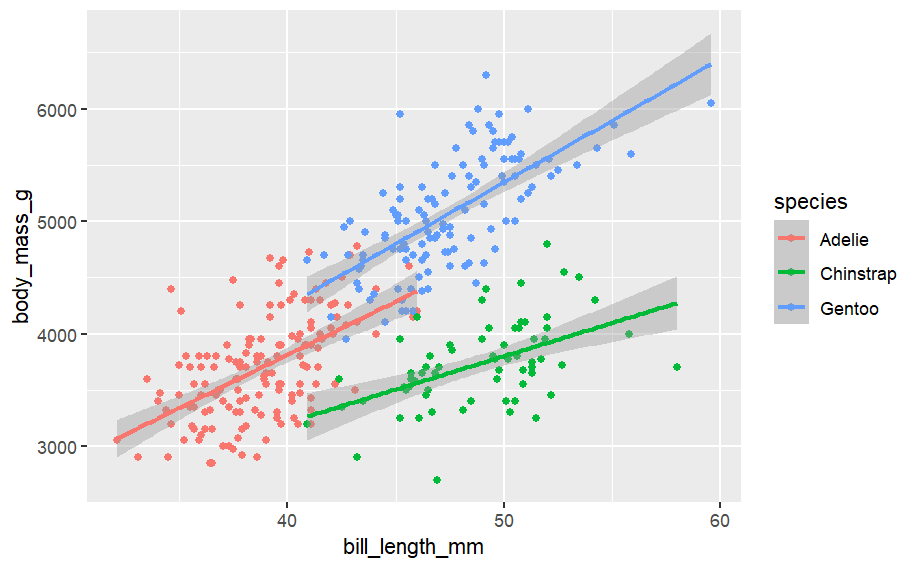 body_mass_g
6000
5000
4000
3000
40
50
60
bill_length_mm
species
Adelie
Chinstrap
Gentoo